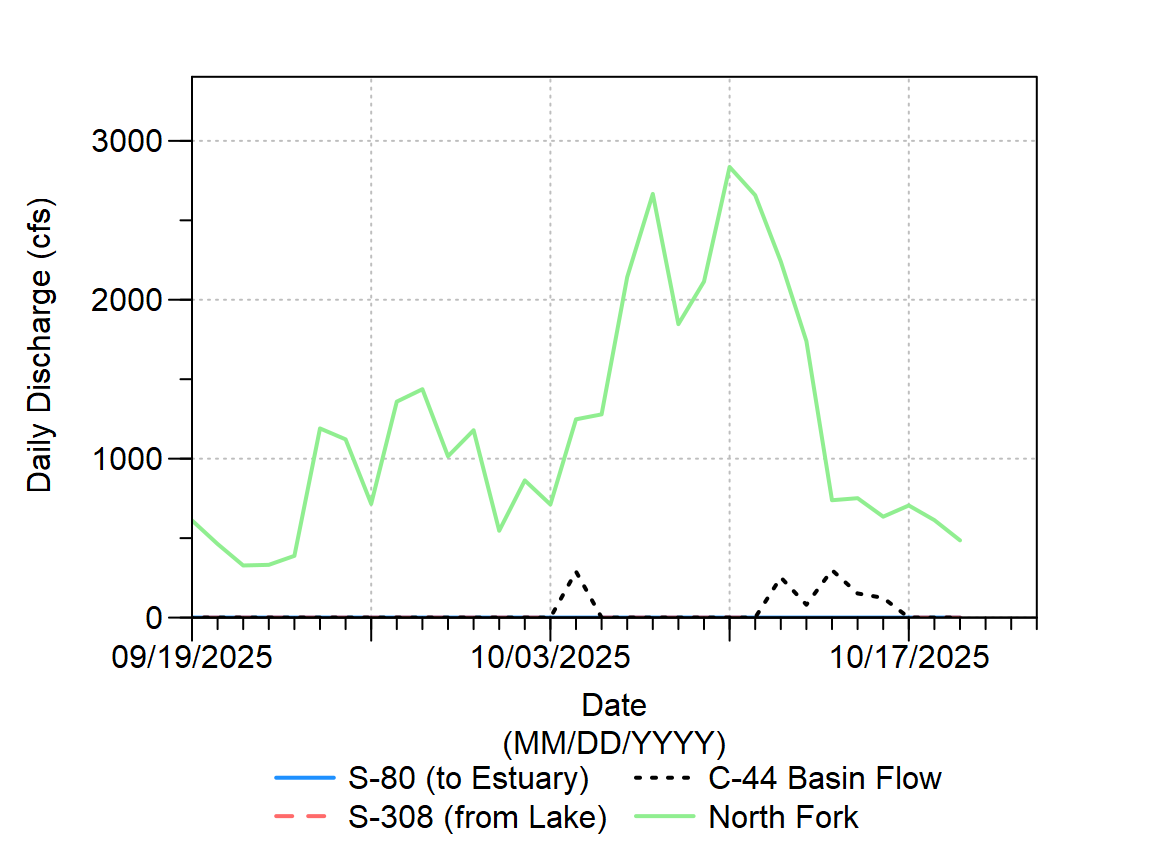 3000
2000
1000
0
Daily Discharge (cfs)
09/19/2025
10/03/2025
10/17/2025
Date
(MM/DD/YYYY)
S-80 (to Estuary)
C-44 Basin Flow
S-308 (from Lake)
North Fork